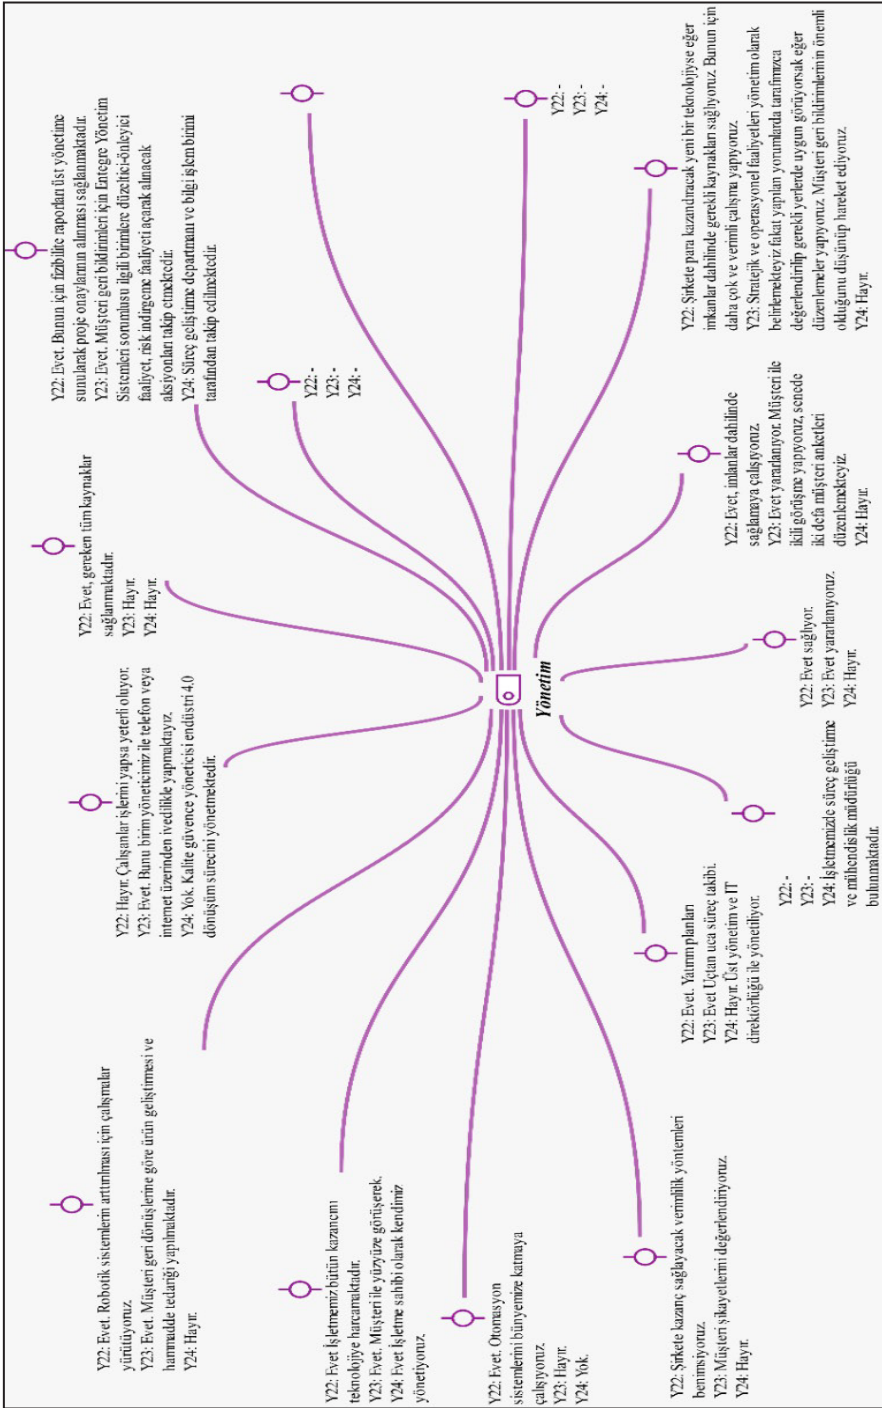 Y22: Evet. Robotik sistemlerin artırılması için çalışmalar
yürütüyoruz.
Y23: Evet. Müşteri geri dönüşlerine göre ürün geliştirmesi ve
hammadde tedariği yapılmaktadır.
Y24: Hayır.
Y22: Hayır. Çalışanlar işlerini yapsa yeterli oluyor.
Y23: Evet. Bunu birim yöneticimiz ile telefon veya
internet üzerinden ivedilikle yapmaktayız.
Y24: Yok. Kalite güvence yöneticisi endüstri 4.0
dönüşüm sürecini yönetmektedir.
Y22: Evet, gereken tüm kaynaklar
sağlanmaktadır.
Y23: Hayır.
Y24: Hayır.
Y22: Evet. Bunun için fizibilite raporları üst yönetime
sunularak proje onaylarının alınması sağlanmaktadır.
Y23: Evet. Müşteri geri bildirimleri için Entegre Yönetim
Sistemleri sorumlusu ilgili birimlere düzeltici-önleyici
faaliyet, risk indirgeme faaliyeti açarak alınacak
aksiyonları takip etmektedir.
Y24: Süreç geliştirme departmanı ve bilgi işlem birimi
tarafından takip edilmektedir.
Y22: Evet İşletmemiz bütün kazancını
teknolojiye harcamaktadır.
Y23: Evet. Müşteri ile yüzyüze görüşerek.
Y24: Evet İşletme sahibi olarak kendimiz
yönetiyoruz.
Y22: -
Y23: -
Y24: -
Y22: Evet. Otomasyon
sistemlerini bünyemize katmaya
çalışıyoruz.
Y23: Hayır.
Y24: Yok.
Yönetim
Y22: -
Y23: -
Y24: -
Y22: Şirkete kazanç sağlayacak verimlilik yöntemleri
benimsiyoruz.
Y23: Müşteri şikayetlerini değerlendiriyoruz.
Y24: Hayır.
Y22: Evet. Yatırım planları
Y23: Evet Uçtan uca süreç takibi.
Y24: Hayır. Üst yönetim ve IT
direktörlüğü ile yönetiliyor.
Y22: -
Y23: -
Y24: İşletmemizde süreç geliştirme
ve mühendislik müdürlüğü
bulunmaktadır.
Y22: Evet sağlıyor.
Y23: Evet yararlanıyoruz.
Y24: Hayır.
Y22: Evet, imlanlar dahilinde
sağlamaya çalışıyoruz.
Y23: Evet yararlanıyor. Müşteri ile
ikili görüşme yapıyoruz, senede
iki defa müşteri anketleri
düzenlemekteyiz.
Y24: Hayır.
Y22: Şirkete para kazandıracak yeni bir teknolojiyse eğer
imkanlar dahilinde gerekli kaynakları sağlıyoruz. Bunun için
daha çok ve verimli çalışma yapıyoruz.
Y23: Stratejik ve operasyonel faaliyetleri yönetim olarak
belirlemekteyiz fakat yapılan yorumlarda tarafımızca
değerlendirilip gerekli yerlerde uygun görüyorsak eğer
düzenlemeler yapıyoruz. Müşteri geri bildirimlerinin önemli
olduğunu düşünüp hareket ediyoruz.
Y24: Hayır.